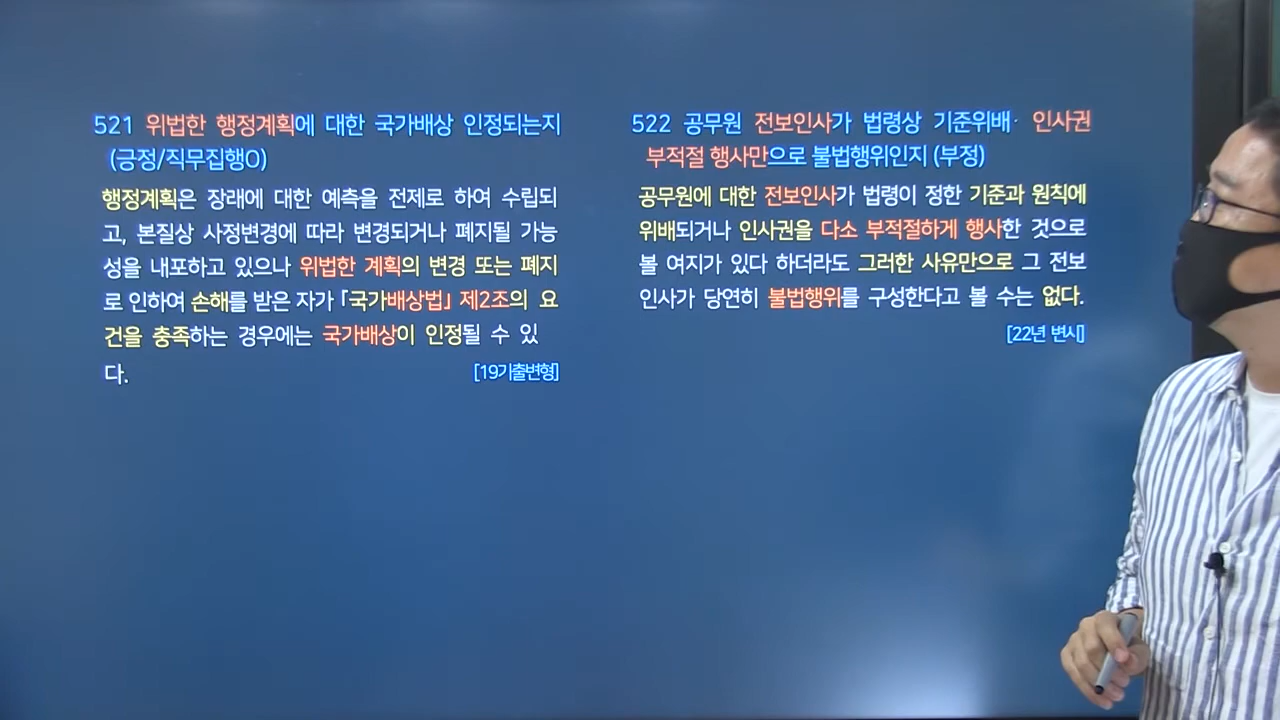 521 위법한 행정계획에 대한 국가배상 인정되는지
(긍정/직무집행O)
행정계획은 장래에 대한 예측을 전제로 하여 수립되
고, 본질상 사정변경에 따라 변경되거나 폐지될 가능
성을 내포하고 있으나 위법한 계획의 변경 또는 폐지
로 인하여 손해를 받은 자가 「국가배상법」 제2조의 요
건을 충족하는 경우에는 국가배상이 인정될 수 있
다.
[19기출변형]
522 공무원 전보인사가 법령상 기준위배· 인사권
부적절 행사만으로 불법행위인지 (부정)
공무원에 대한 전보인사가 법령이 정한 기준과 원칙에
위배되거나 인사권을 다소 부적절하게 행사한 것으로
볼 여지가 있다 하더라도 그러한 사유만으로 그 전보
인사가 당연히 불법행위를 구성한다고 볼 수는 없다.
[22년 변시]